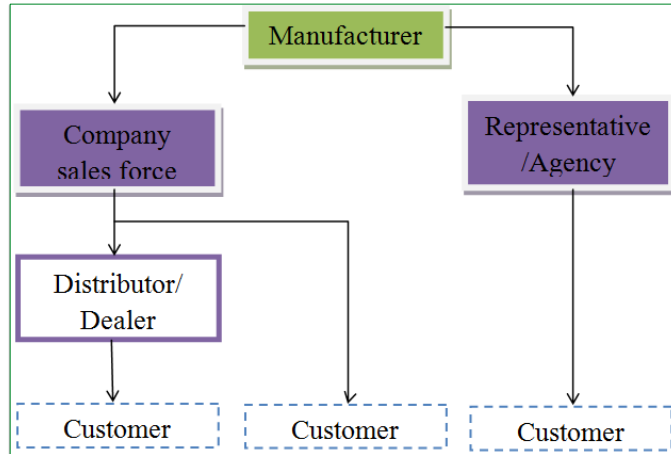 Manufacturer
Company
sales force
Representative
/Agency
Distributor/
Dealer
Customer
Customer
Customer